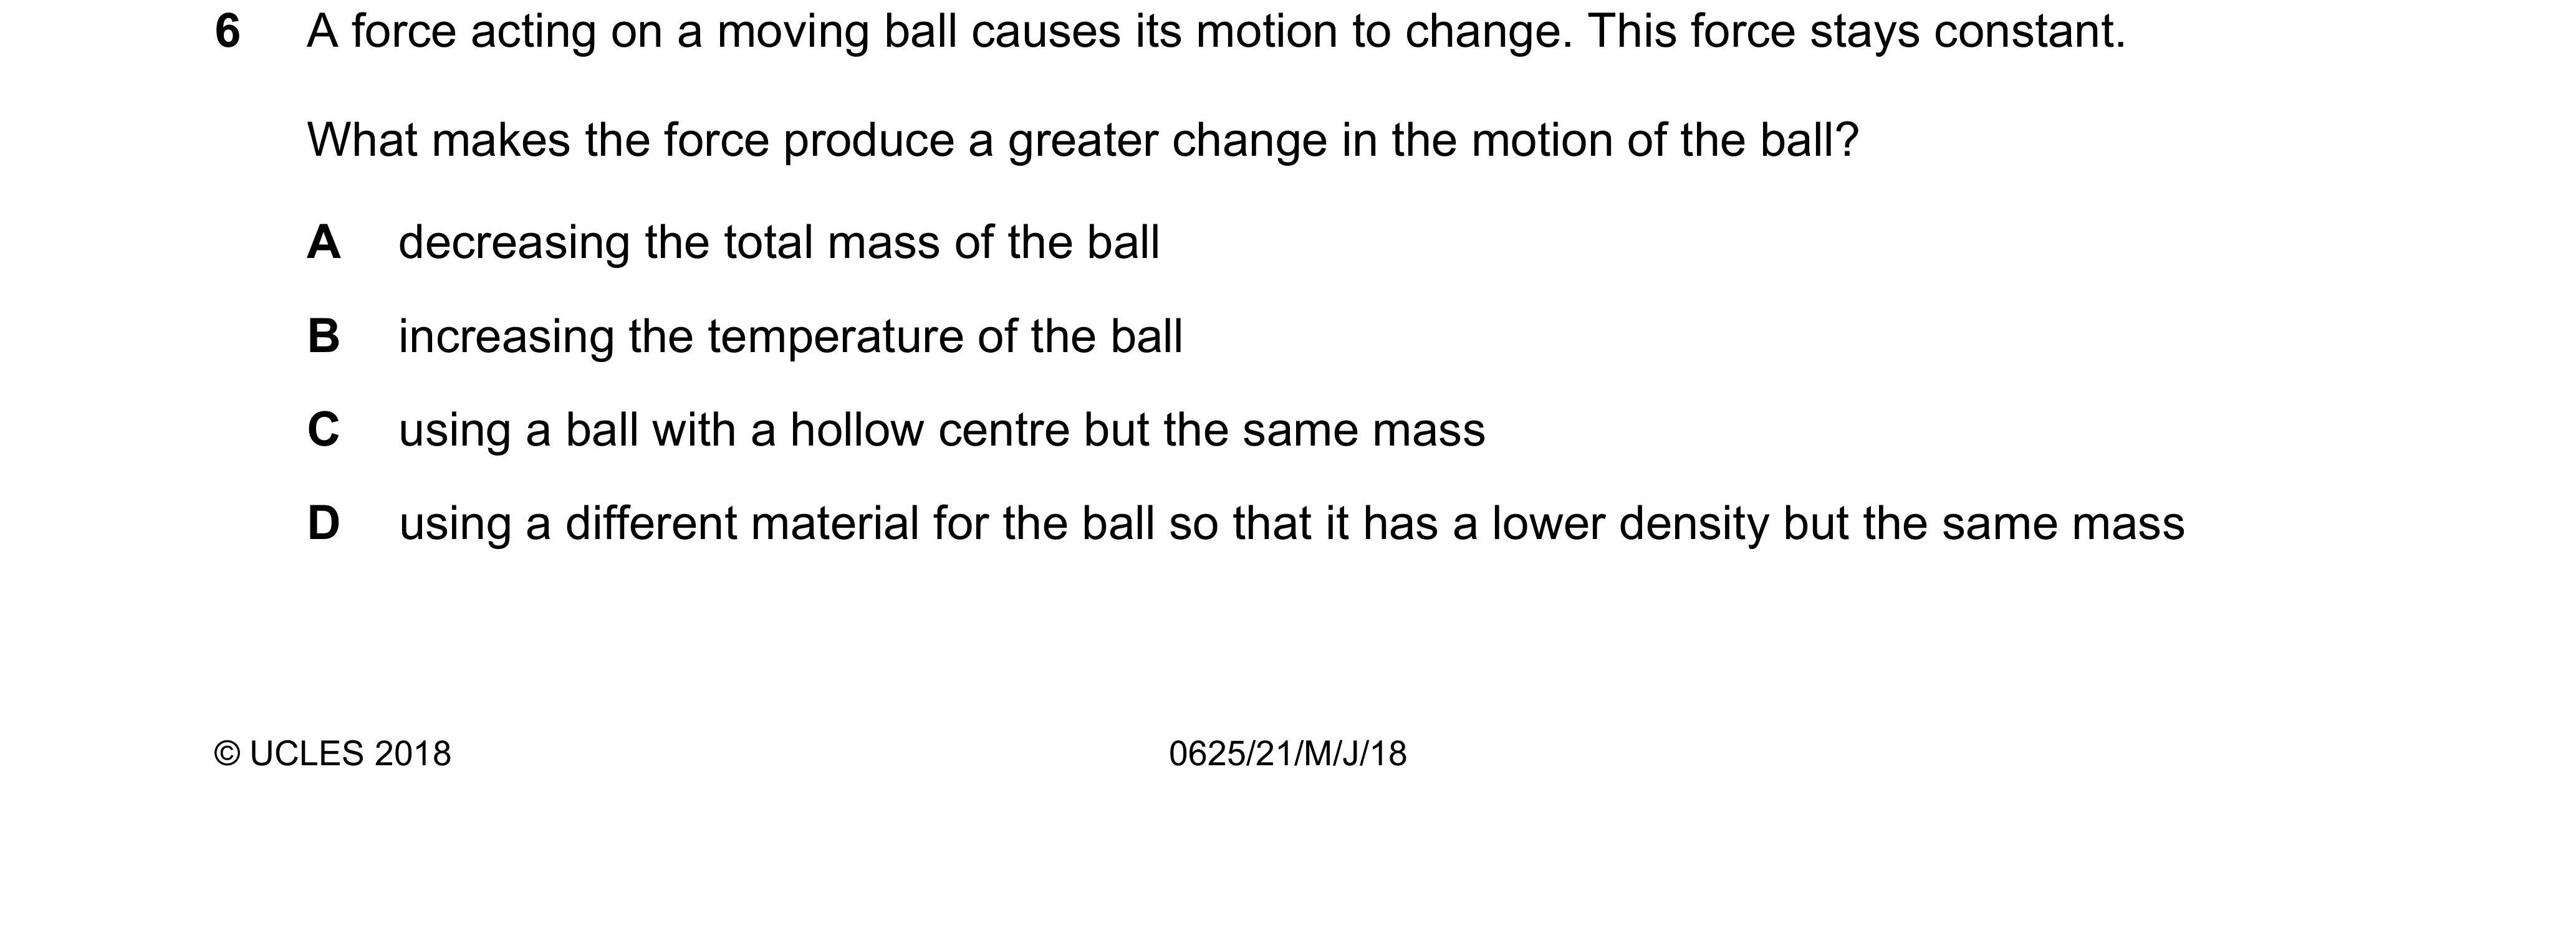 6 A force acting on a moving ball causes its motion to change. This force stays constant.
What makes the force produce a greater change in the motion of the ball?
A decreasing the total mass of the ball
B increasing the temperature of the ball
C using a ball with a hollow centre but the same mass
D using a different material for the ball so that it has a lower density but the same mass
© UCLES 2018 0625/21/M/J/18